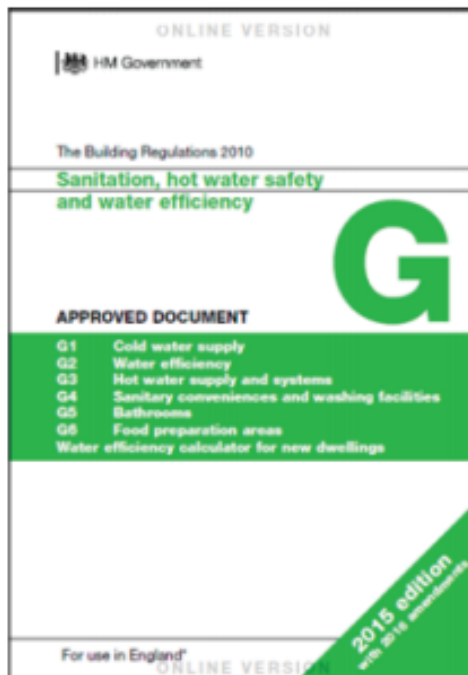 ONLINE VERSION
HM Government
The Building Regulations 2010
Sanitation, hot water safety
and water efficiency
G
APPROVED DOCUMENT
G1 Cold water supply
G2 Water efficiency
G3 Hot water supply and systems
G4 Sanitary conveniences and washing facilities
G5 Bathrooms
G6 Food preparation areas
Water efficiency calculator for new dwellings
2015 edition
with 2016 amendments
For use in England*
ONLINE VERSION